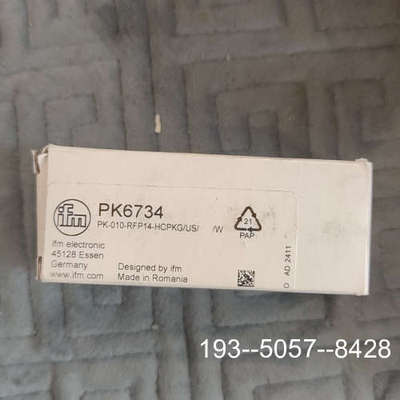 ifm
PK6734
PK-010-RFP14-HCPKG/US/ /W
ifm electronic
45128 Essen
Germany
www.ifm.com
Designed by ifm
Made in Romania
21
PAP
O AD 2411
193--5057--8428